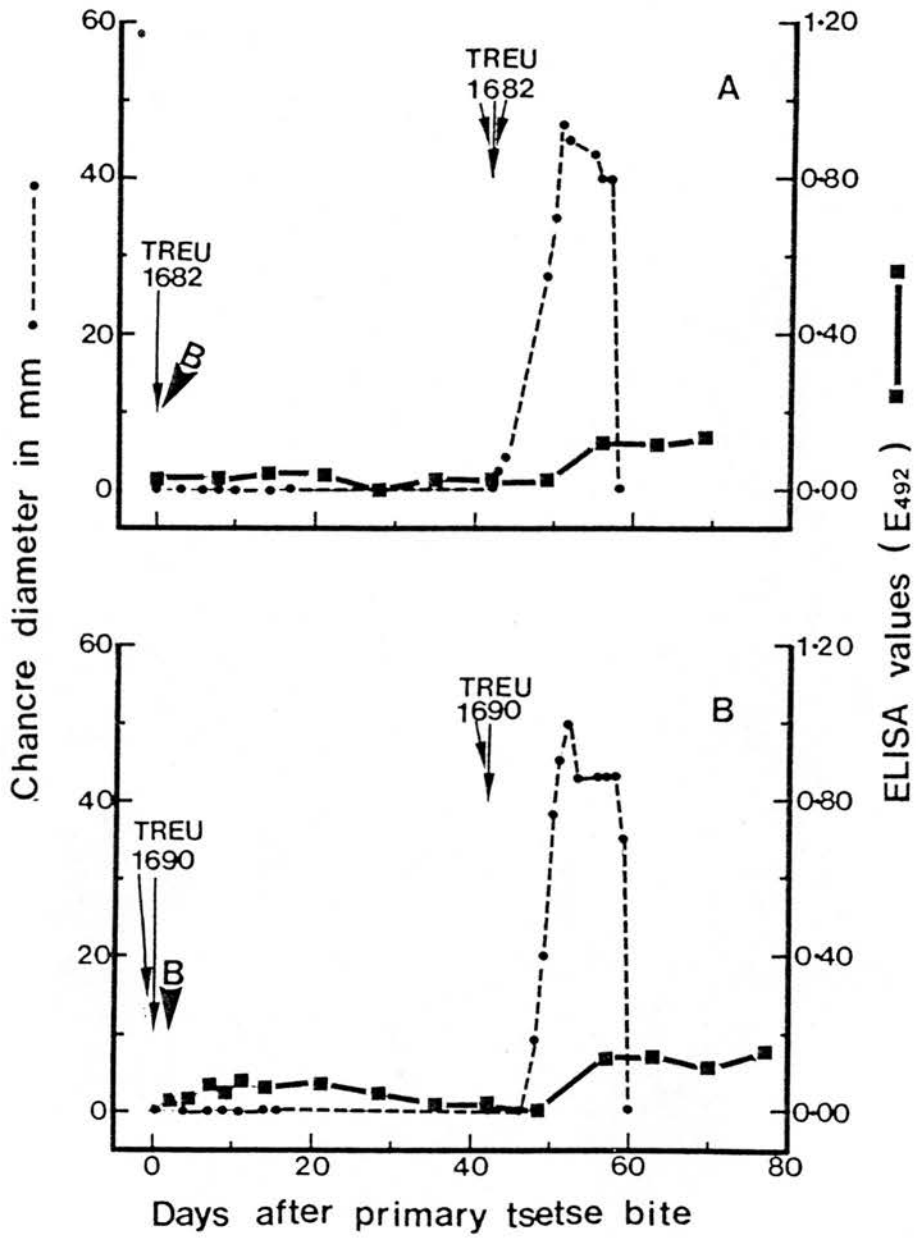 60
40
20
0
1·20
0·80
0·40
0·00
A
TREU
1682
TREU
1682
B
Chancre diameter in mm
ELISA values (E492)
60
40
20
0
1·20
0·80
0·40
0·00
B
TREU
1690
TREU
1690
B
0
20
40
60
80
Days after primary tsetse bite